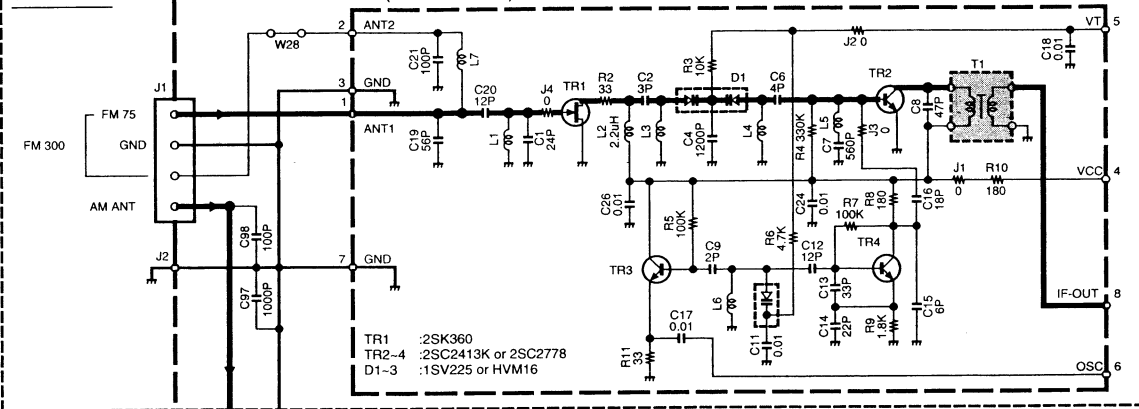 2 ANT2
W28
C21
100P
L7
J2 0
VT 5
C18
0.01
J1
3 GND
1
ANT1
C20
12P
J4
0
TR1
R2
33
C2
3P
R3
10K
D1
C6
4P
TR2
T1
C8
47P
FM 75
GND
FM 300
AM ANT
C19
56P
L1
C1
24P
L2
2.2uH
L3
C4
1200P
L4
R4 330K
L5
C7
560P
J3
0
J1
0
R10
180
VCC 4
C26
0.01
R5
100K
C24
0.01
R7
100K
R8
180
C16
18P
C98
100P
C97
1000P
J2
7 GND
TR3
C9
2P
R6
4.7K
C12
12P
TR4
C13
33P
C15
6P
IF-OUT 8
L6
C17
0.01
C11
0.01
C14
22P
R9
1.8K
R11
33
OSC 6
TR1 :2SK360
TR2~4 :2SC2413K or 2SC2778
D1~3 :1SV225 or HVM16